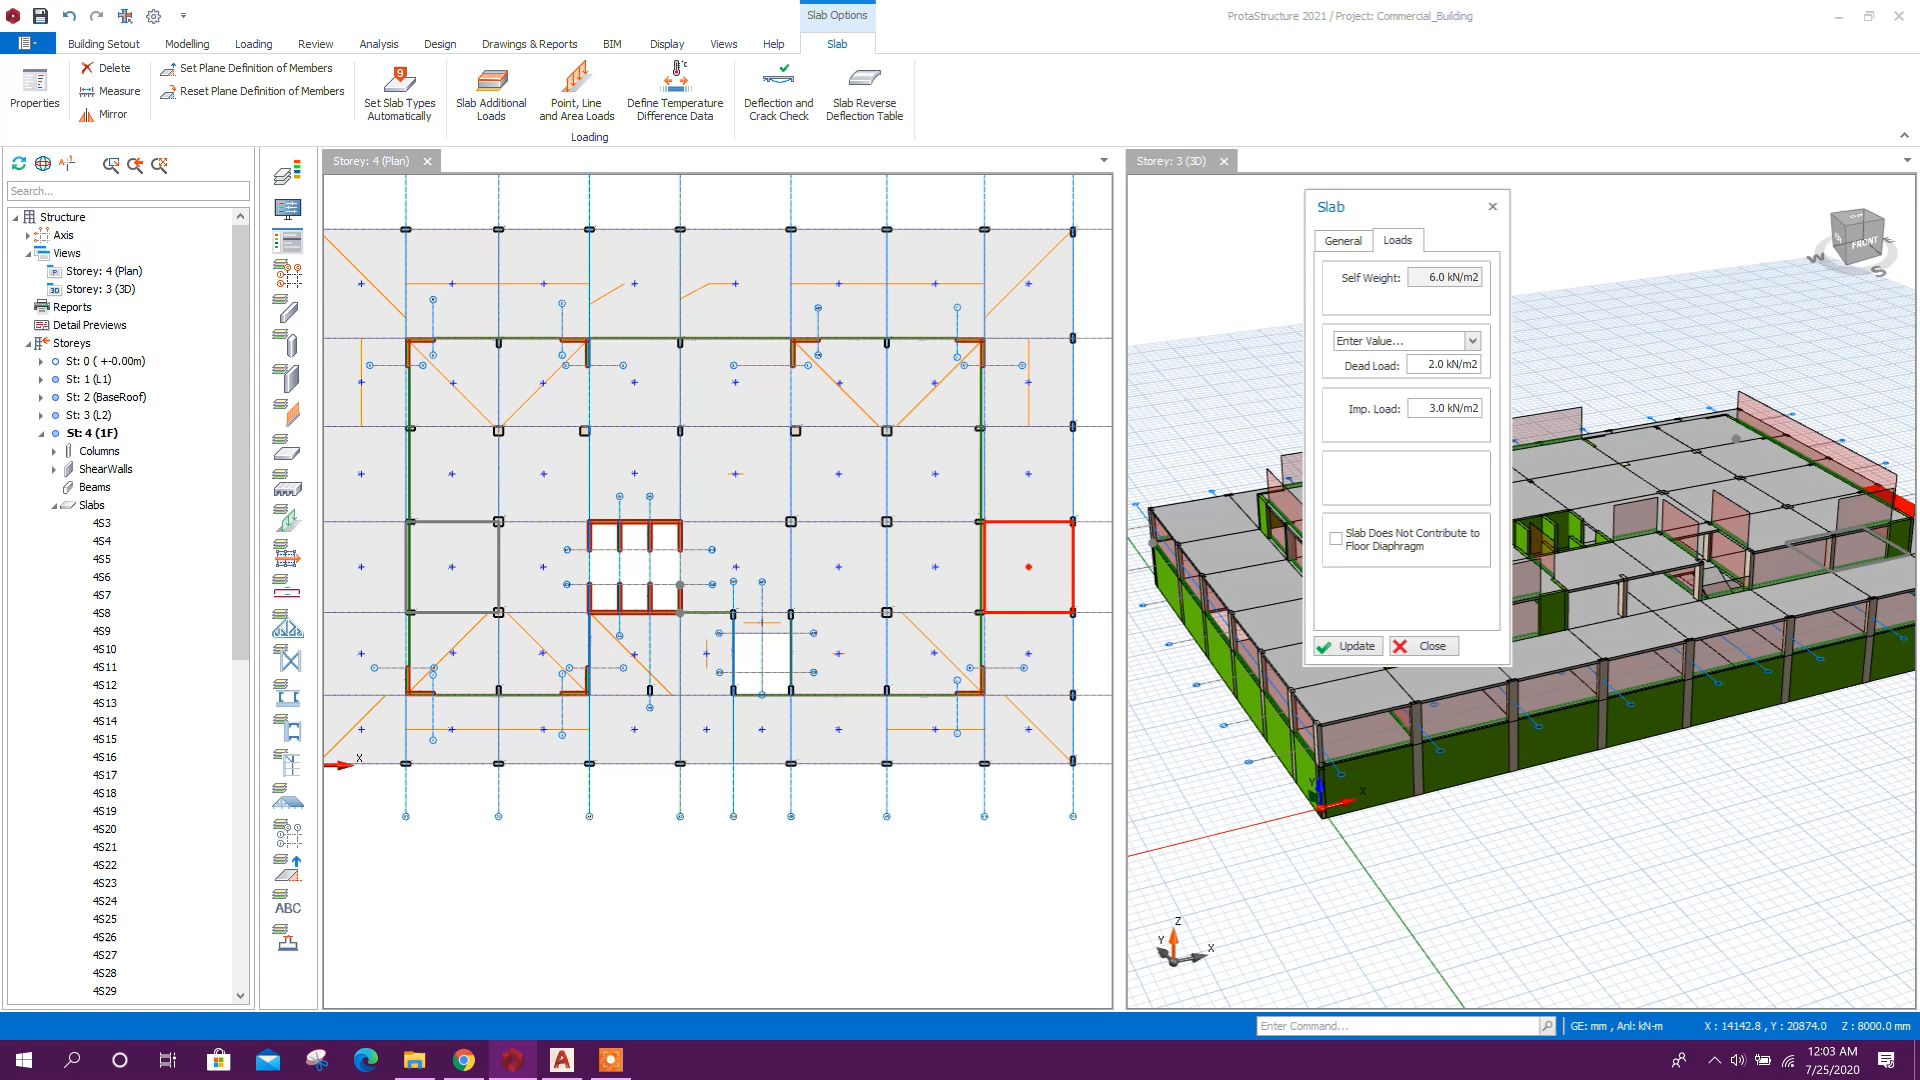 Slab Options
ProtaStructure 2021 / Project: Commercial_Building
Building Setout
Modelling
Loading
Review
Analysis
Design
Drawings & Reports
BIM
Display
Views
Help
Slab
Properties
Delete
Measure
Mirror
Set Plane Definition of Members
Reset Plane Definition of Members
9
Set Slab Types
Automatically
Slab Additional
Loads
Point, Line
and Area Loads
Define Temperature
Difference Data
Loading
Deflection and
Crack Check
Slab Reverse
Deflection Table
Search...
Structure
Axis
Views
Storey: 4 (Plan)
Storey: 3 (3D)
Reports
Detail Previews
Storeys
St: 0 ( +-0.00m)
St: 1 (L1)
St: 2 (BaseRoof)
St: 3 (L2)
St: 4 (1F)
Columns
ShearWalls
Beams
Slabs
4S3
4S4
4S5
4S6
4S7
4S8
4S9
4S10
4S11
4S12
4S13
4S14
4S15
4S16
4S17
4S18
4S19
4S20
4S21
4S22
4S23
4S24
4S25
4S26
4S27
4S28
4S29
ABC
Storey: 4 (Plan)
X
Storey: 3 (3D)
Slab
General
Loads
Self Weight:
6.0 kN/m2
Enter Value...
Dead Load:
2.0 kN/m2
Imp. Load:
3.0 kN/m2
Slab Does Not Contribute to
Floor Diaphragm
Update
Close
FRONT
W
S
E
Y
X
Z
Y
X
Enter Command...
GE: mm , Anl: kN-m
X : 14142.8 , Y : 20874.0
Z : 8000.0 mm
12:03 AM
7/25/2020